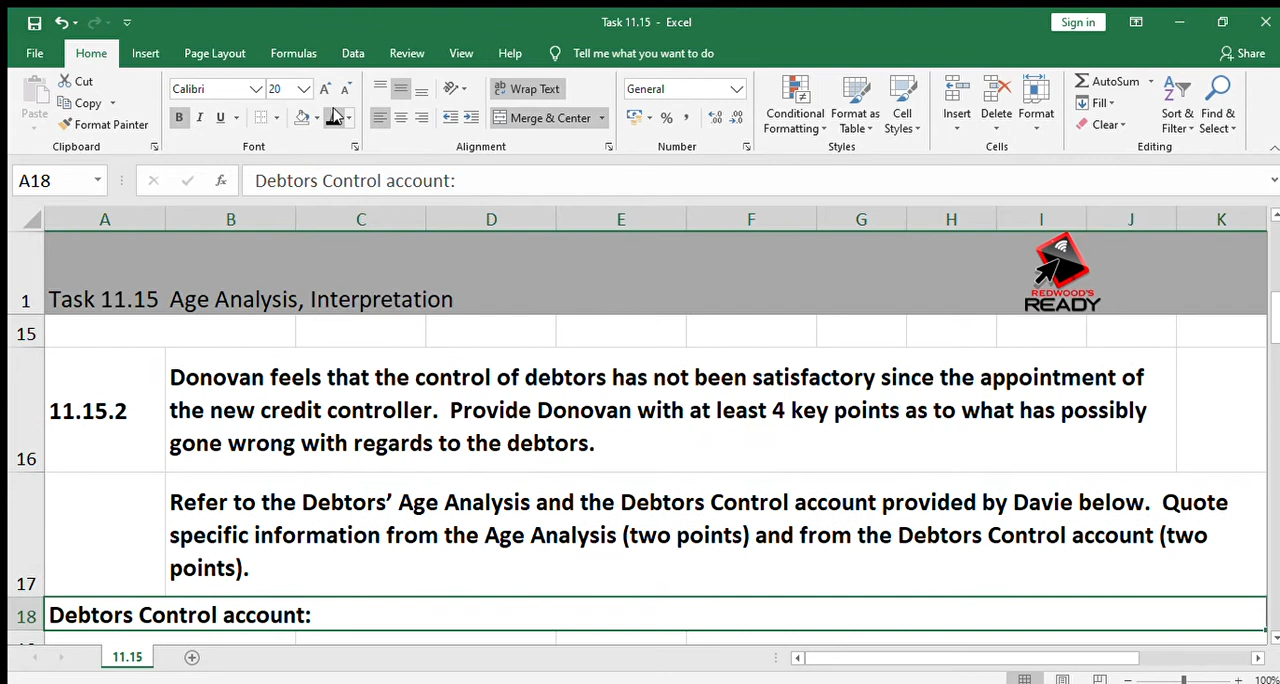 Task 11.15 - Excel
Sign in
File Home Insert Page Layout Formulas Data Review View Help Tell me what you want to do Share
Paste
Cut
Copy
Format Painter
Clipboard
Calibri 20
A A
B I U
Font
ab Wrap Text
Merge & Center
Alignment
General
% ,
Number
Conditional Formatting
Format as Table
Cell Styles
Styles
Insert Delete Format
Cells
AutoSum
Fill
Clear
Sort & Filter
Find & Select
Editing
A18 fx Debtors Control account:
A B C D E F G H I J K
1 Task 11.15 Age Analysis, Interpretation
REDWOOD'S
READY
15
16 11.15.2
Donovan feels that the control of debtors has not been satisfactory since the appointment of
the new credit controller. Provide Donovan with at least 4 key points as to what has possibly
gone wrong with regards to the debtors.
17
Refer to the Debtors’ Age Analysis and the Debtors Control account provided by Davie below. Quote
specific information from the Age Analysis (two points) and from the Debtors Control account (two
points).
18 Debtors Control account:
11.15
100%